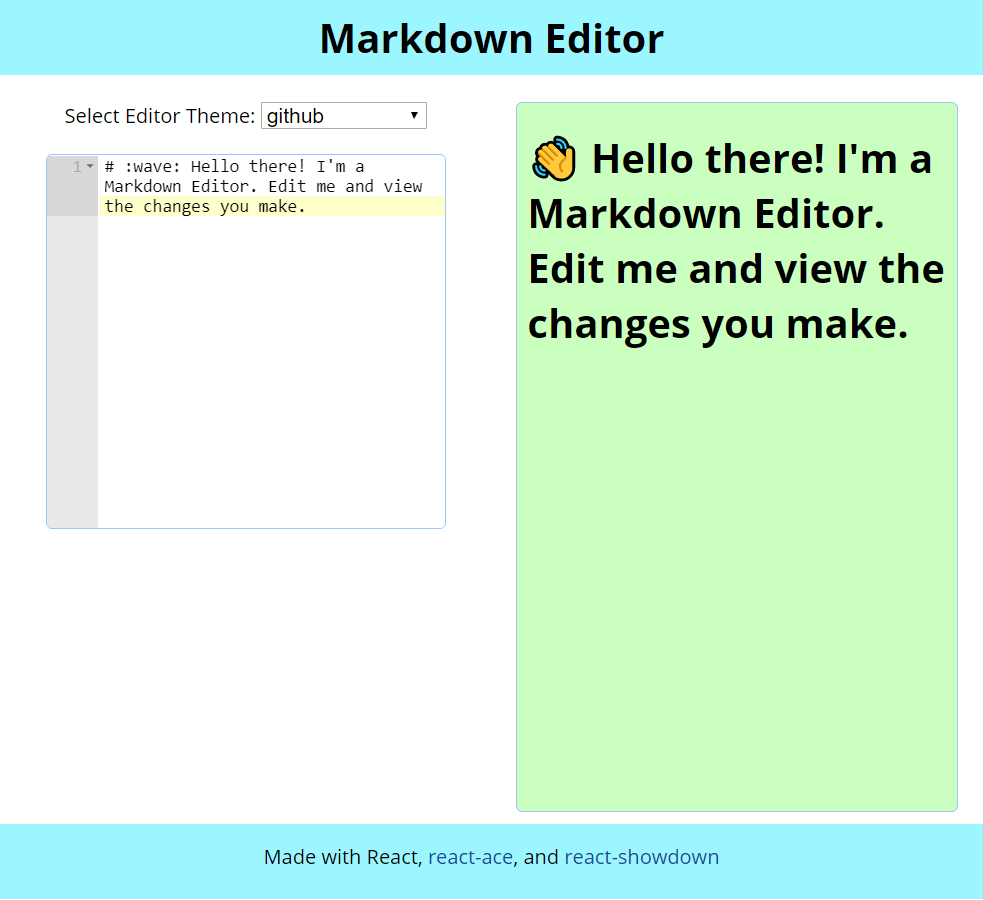 Markdown Editor
Select Editor Theme: github
1 # :wave: Hello there! I'm a
Markdown Editor. Edit me and view
the changes you make.
👋 Hello there! I'm a
Markdown Editor.
Edit me and view the
changes you make.
Made with React, react-ace, and react-showdown